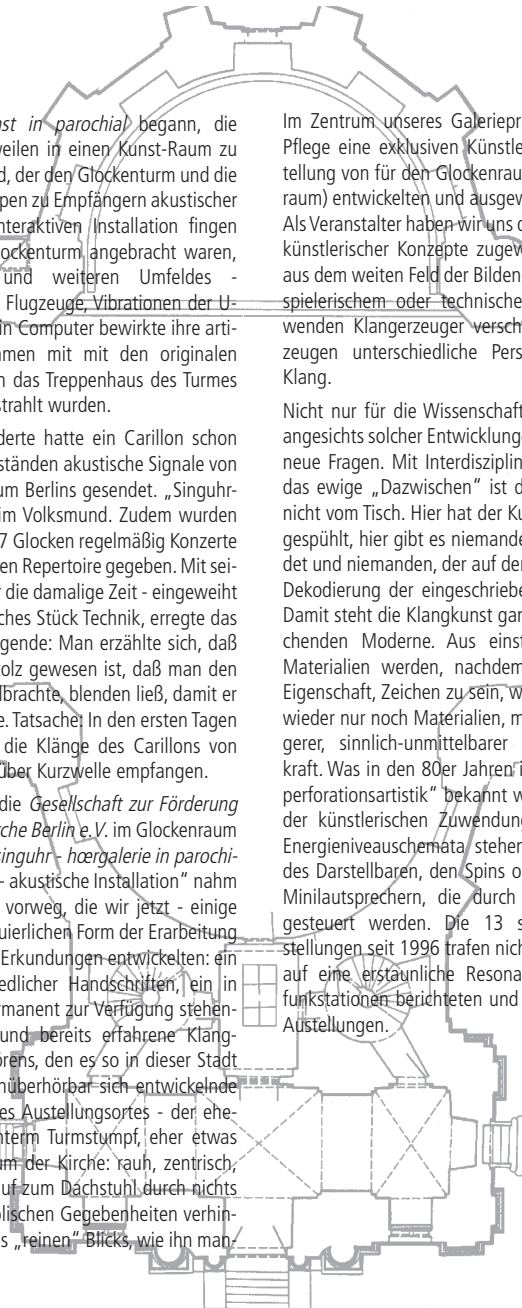 nst in parochial begann, die
weilen in einen Kunst-Raum zu
d, der den Glockenturm und die
pen zu Empfängern akustischer
nteraktiven Installation fingen
ockenturm angebracht waren,
und weiteren Umfeldes -
Flugzeuge, Vibrationen der U-
in Computer bewirkte ihre arti-
mmen mit mit den originalen
n das Treppenhaus des Turmes
strahlt wurden.
derte hatte ein Carillon schon
ständen akustische Signale von
um Berlins gesendet. „Singuhr-
im Volksmund. Zudem wurden
7 Glocken regelmäßig Konzerte
en Repertoire gegeben. Mit sei-
r die damalige Zeit - eingeweiht
ches Stück Technik, erregte das
gende: Man erzählte sich, daß
tolz gewesen ist, daß man den
lbrachte, blenden ließ, damit er
e. Tatsache: In den ersten Tagen
die Klänge des Carillons von
über Kurzwelle empfangen.
die Gesellschaft zur Förderung
rche Berlin e.V. im Glockenraum
singuhr - hœrgalerie in parochi-
- akustische Installation“ nahm
vorweg, die wir jetzt - einige
uierlichen Form der Erarbeitung
Erkundungen entwickelten: ein
edlicher Handschriften, ein in
rmanent zur Verfügung stehen-
und bereits erfahrene Klang-
örens, den es so in dieser Stadt
nüberhörbar sich entwickelnde
es Austellungsortes - der ehe-
nterm Turmstumpf, eher etwas
um der Kirche: rauh, zentrisch,
uf zum Dachstuhl durch nichts
olischen Gegebenheiten verhin-
s „reinen“ Blicks, wie ihn man-
Im Zentrum unseres Galeriepr
Pflege eine exklusiven Künstle
tellung von für den Glockenrau
raum) entwickelten und ausgew
Als Veranstalter haben wir uns d
künstlerischer Konzepte zugew
aus dem weiten Feld der Bilden
spielerischem oder technische
wenden Klangerzeuger versch
zeugen unterschiedliche Pers
Klang.
Nicht nur für die Wissenschaft
angesichts solcher Entwicklunge
neue Fragen. Mit Interdisziplin
das ewige „Dazwischen“ ist d
nicht vom Tisch. Hier hat der Ku
gespühlt, hier gibt es niemande
det und niemanden, der auf der
Dekodierung der eingeschriebe
Damit steht die Klangkunst gar
chenden Moderne. Aus einst
Materialien werden, nachdem
Eigenschaft, Zeichen zu sein, w
wieder nur noch Materialien, m
gerer, sinnlich-unmittelbarer
kraft. Was in den 80er Jahren i
perforationsartistik“ bekannt w
der künstlerischen Zuwendung
Energieniveauschemata stehen
des Darstellbaren, den Spins o
Minilautsprechern, die durch
gesteuert werden. Die 13 s
stellungen seit 1996 trafen nich
auf eine erstaunliche Resona
funkstationen berichteten und
Austellungen.